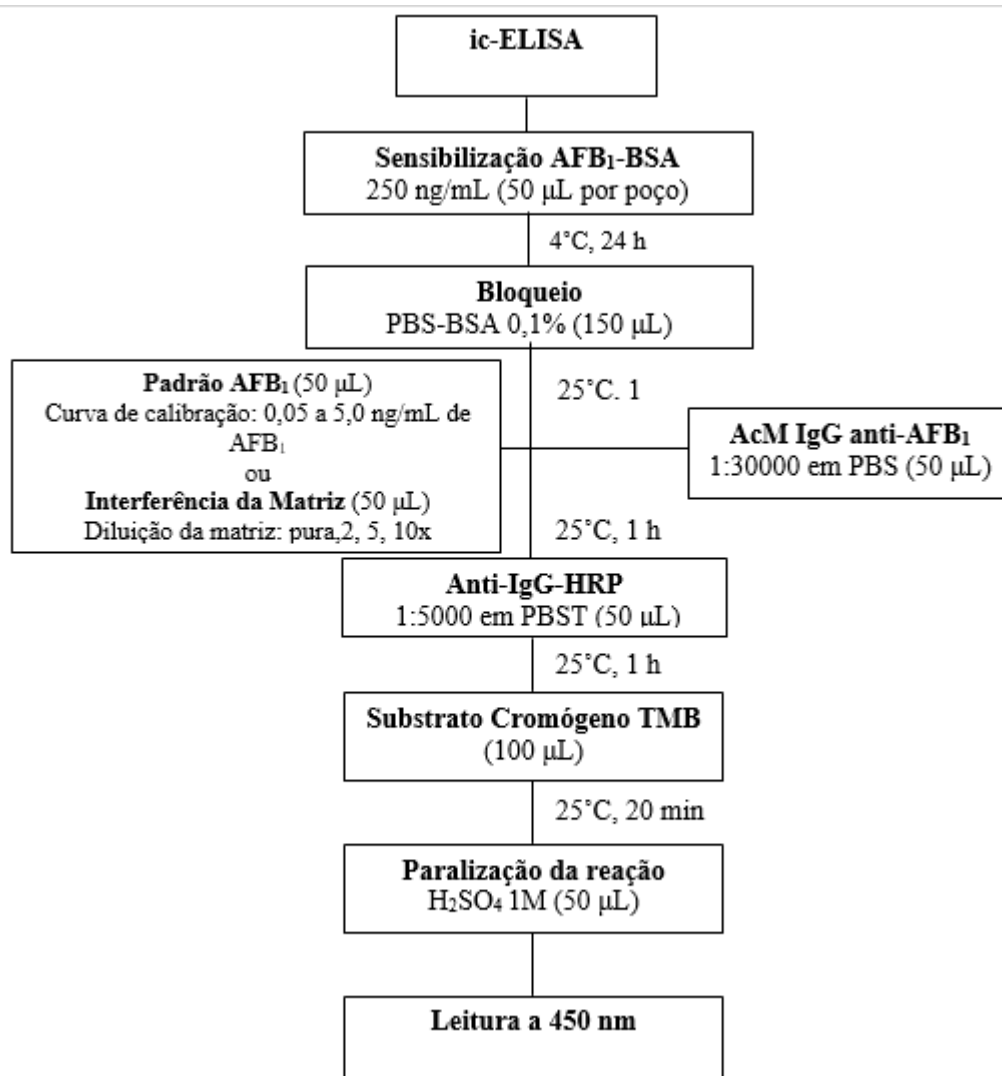 ic-ELISA
Sensibilização AFB₁-BSA
250 ng/mL (50 µL por poço)
4˚C, 24 h
Bloqueio
PBS-BSA 0,1% (150 µL)
25˚C. 1
Padrão AFB₁ (50 µL)
Curva de calibração: 0,05 a 5,0 ng/mL de
AFB₁
ou
Interferência da Matriz (50 µL)
Diluição da matriz: pura,2, 5, 10x
AcM IgG anti-AFB₁
1:30000 em PBS (50 µL)
25˚C, 1 h
Anti-IgG-HRP
1:5000 em PBST (50 µL)
25˚C, 1 h
Substrato Cromógeno TMB
(100 µL)
25˚C, 20 min
Paralização da reação
H₂SO₄ 1M (50 µL)
Leitura a 450 nm